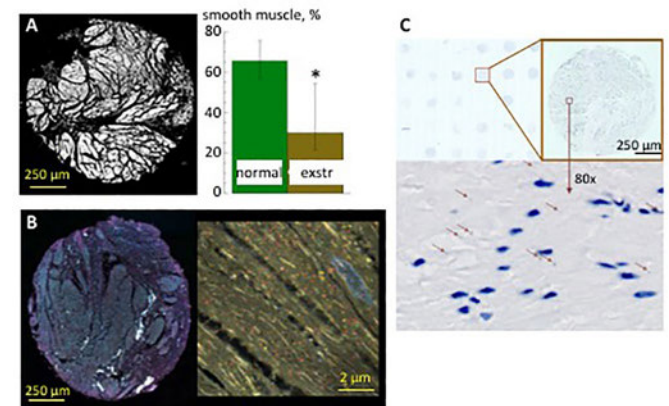 A
smooth muscle, %
80
60
*
40
20
0
normal
exstr
250 µm
B
250 µm
2 µm
C
250 µm
80x